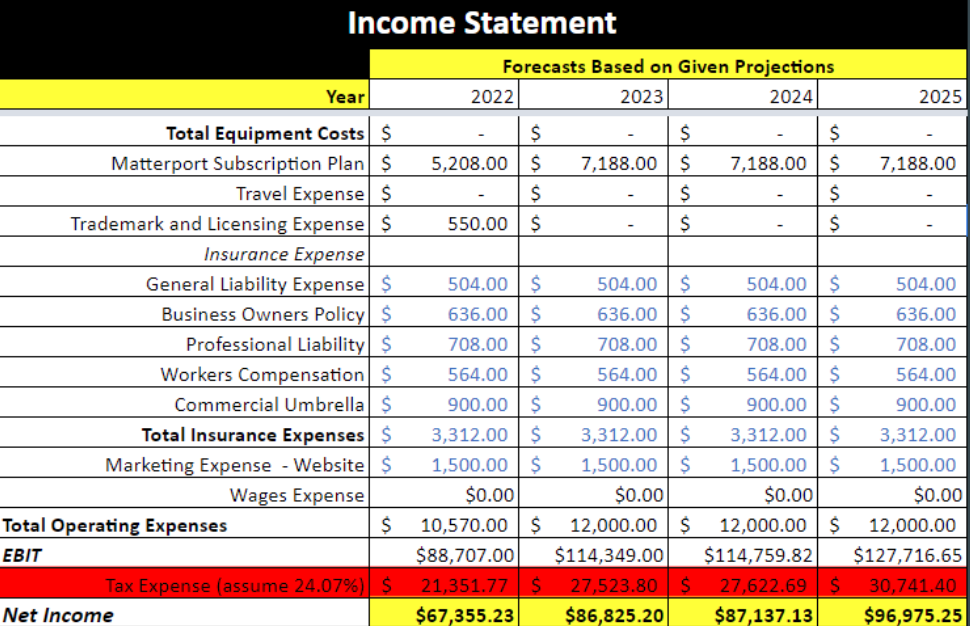 Income Statement
Forecasts Based on Given Projections
Year 2022 2023 2024 2025
Total Equipment Costs $ - $ - $ - $ -
Matterport Subscription Plan $ 5,208.00 $ 7,188.00 $ 7,188.00 $ 7,188.00
Travel Expense $ - $ - $ - $ -
Trademark and Licensing Expense $ 550.00 $ - $ - $ -
Insurance Expense
General Liability Expense $ 504.00 $ 504.00 $ 504.00 $ 504.00
Business Owners Policy $ 636.00 $ 636.00 $ 636.00 $ 636.00
Professional Liability $ 708.00 $ 708.00 $ 708.00 $ 708.00
Workers Compensation $ 564.00 $ 564.00 $ 564.00 $ 564.00
Commercial Umbrella $ 900.00 $ 900.00 $ 900.00 $ 900.00
Total Insurance Expenses $ 3,312.00 $ 3,312.00 $ 3,312.00 $ 3,312.00
Marketing Expense - Website $ 1,500.00 $ 1,500.00 $ 1,500.00 $ 1,500.00
Wages Expense $0.00 $0.00 $0.00 $0.00
Total Operating Expenses $ 10,570.00 $ 12,000.00 $ 12,000.00 $ 12,000.00
EBIT $88,707.00 $114,349.00 $114,759.82 $127,716.65
Tax Expense (assume 24.07%) $ 21,351.77 $ 27,523.80 $ 27,622.69 $ 30,741.40
Net Income $67,355.23 $86,825.20 $87,137.13 $96,975.25